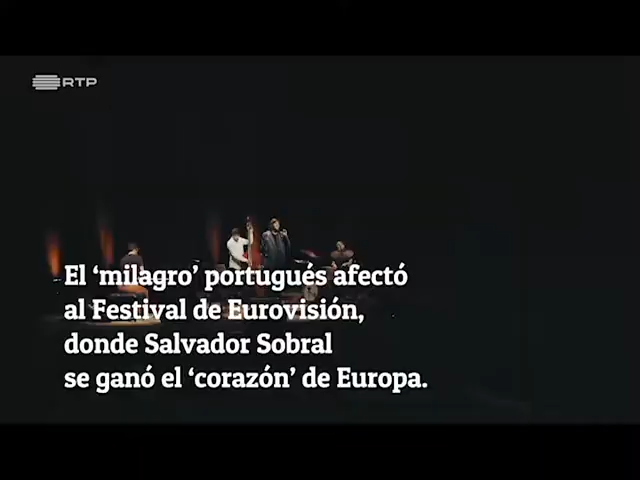 RTP
El ‘milagro’ portugués afectó
al Festival de Eurovisión,
donde Salvador Sobral
se ganó el ‘corazón’ de Europa.